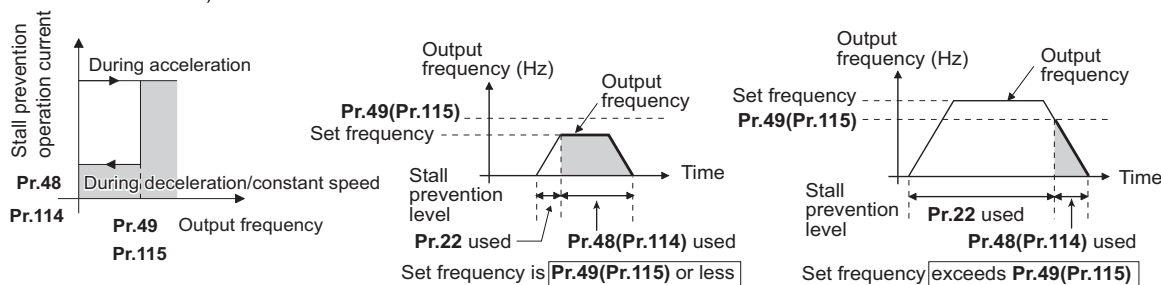 Stall prevention
operation current
During acceleration
Pr.48
During deceleration/constant speed
Pr.114
Pr.49
Output frequency
Pr.115
Output
frequency (Hz)
Output
frequency
Pr.49(Pr.115)
Set frequency
Time
Stall
prevention
level
Pr.22 used
Pr.48(Pr.114) used
Set frequency is Pr.49(Pr.115) or less
Output
frequency (Hz)
Output
frequency
Set frequency
Pr.49(Pr.115)
Time
Stall
prevention
level
Pr.22 used
Pr.48(Pr.114) used
Set frequency exceeds Pr.49(Pr.115)